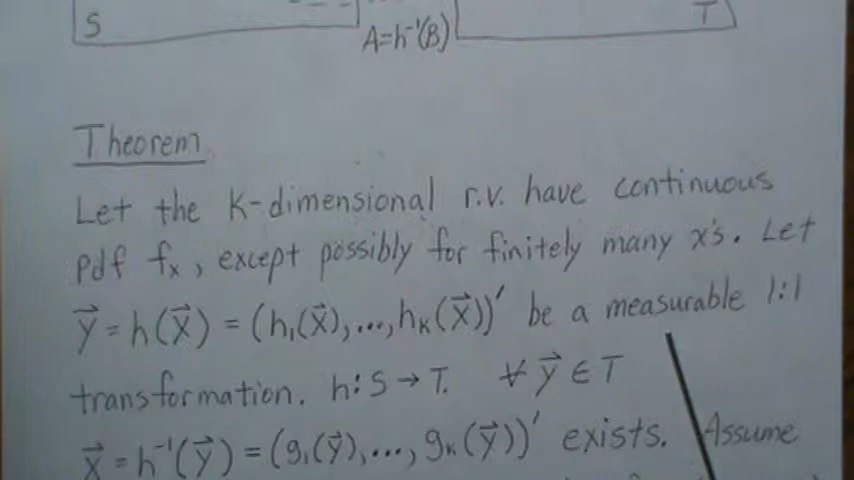 S
A=h⁻¹(B)
T
Theorem
Let the K-dimensional r.v. have continuous
pdf fₓ, except possibly for finitely many x's. Let
y⃗ = h(x⃗) = (h₁(x⃗),..., hₖ(x⃗))′ be a measurable 1:1
transformation. h: S → T. ∀ y⃗ ∈ T
x⃗ = h⁻¹(y⃗) = (g₁(y⃗),..., gₖ(y⃗))′ exists. Assume